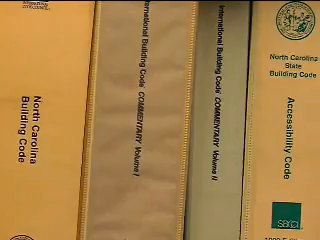 North Carolina
Building Code
International Building Code® COMMENTARY Volume I
International Building Code® COMMENTARY Volume II
North Carolina
State
Building Code
Accessibility Code